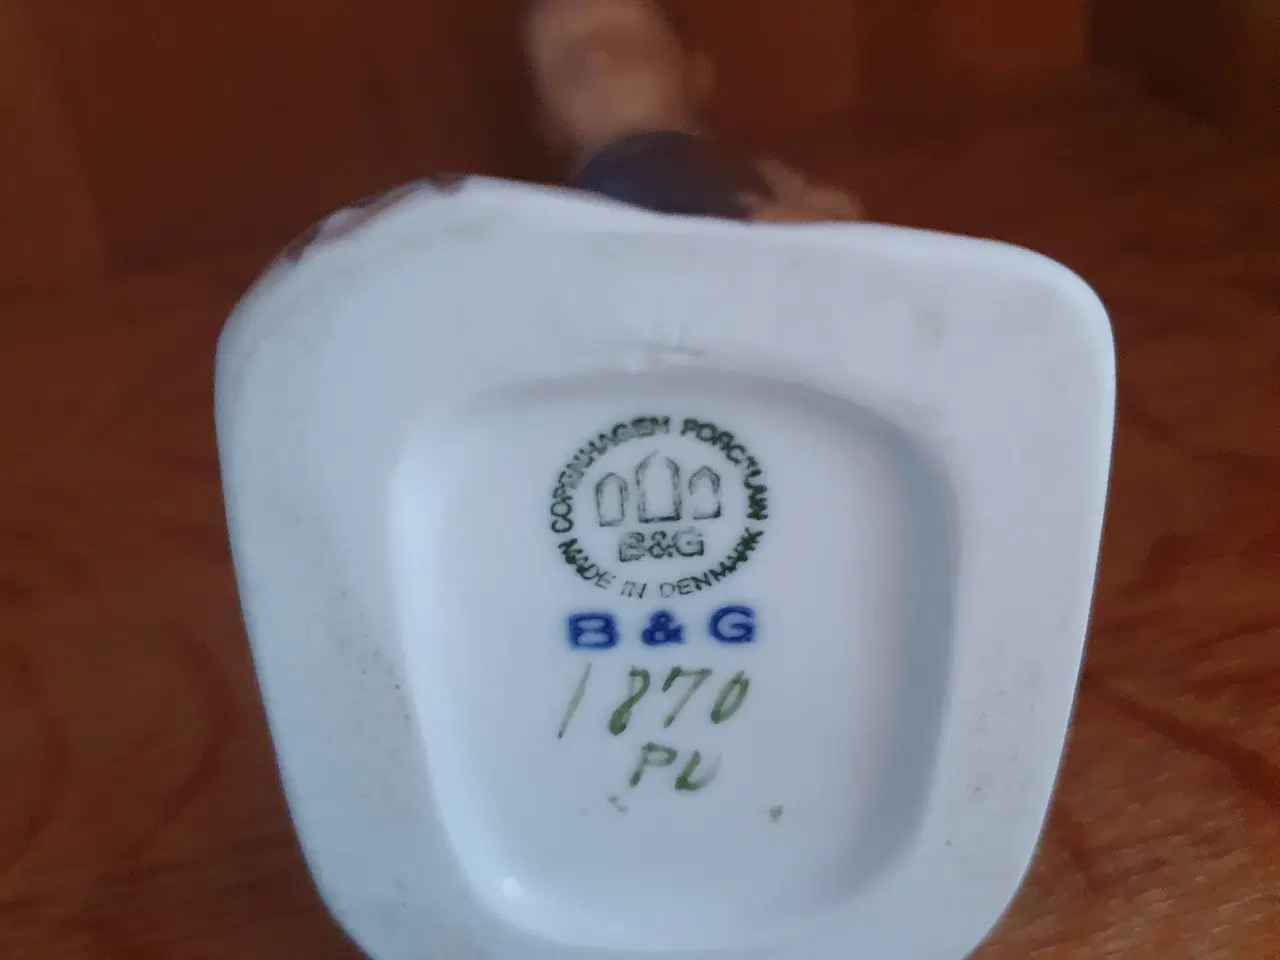 COPENHAGEN PORCELAIN
B&G
MADE IN DENMARK
B & G
1870
PU